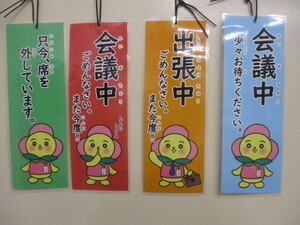 只今、席を
外しています。
会議中
ごめんなさい。
また今度!!
出張中
ごめんなさい。
また今度!!
会議中
少々お待ちください。